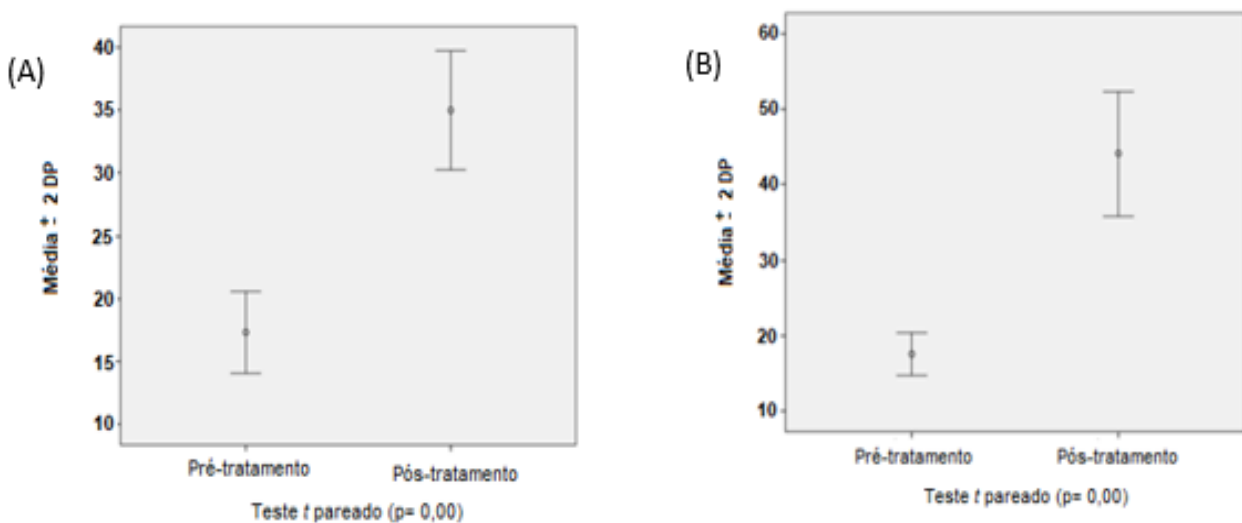 (A)
40
35
30
25
20
15
10
Média ± 2 DP
Pré-tratamento
Pós-tratamento
Teste t pareado (p= 0,00)
(B)
60
50
40
30
20
10
Média ± 2 DP
Pré-tratamento
Pós-tratamento
Teste t pareado (p= 0,00)